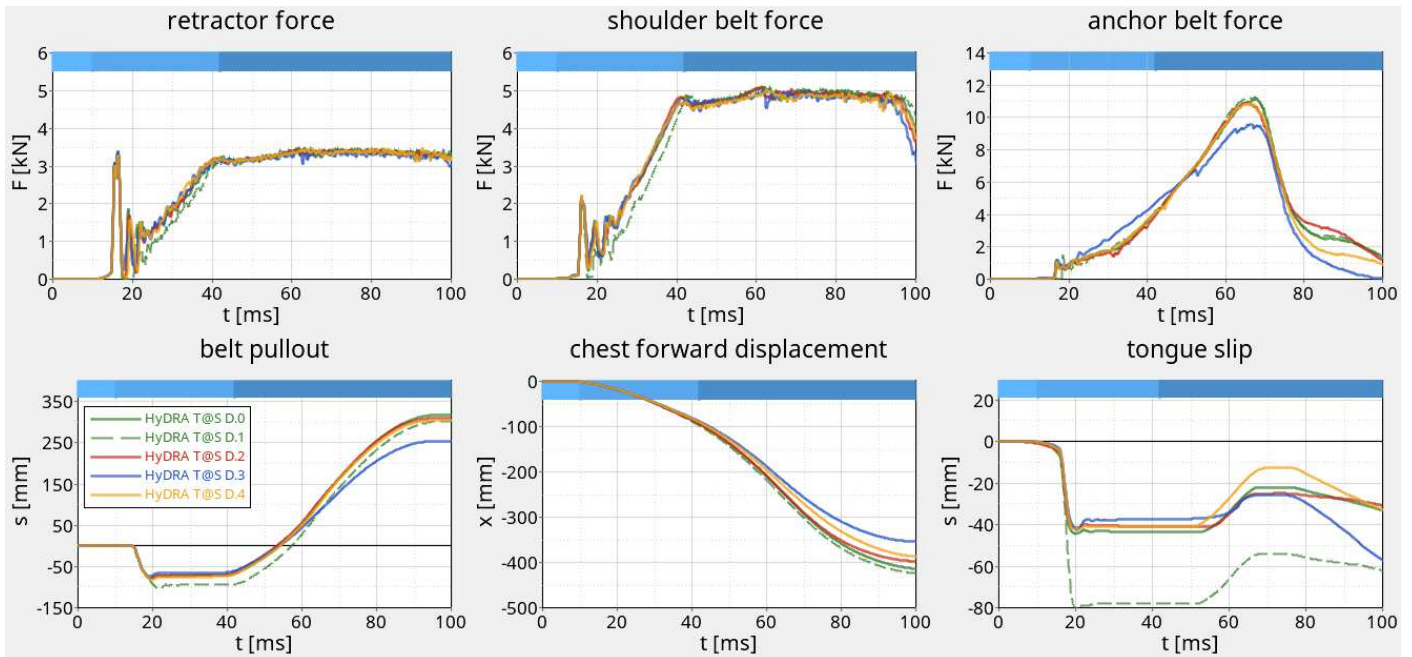 retractor force
shoulder belt force
anchor belt force
F [kN]
6
5
4
3
2
1
0
0 20 40 60 80 100
t [ms]
F [kN]
6
5
4
3
2
1
0
0 20 40 60 80 100
t [ms]
F [kN]
14
12
10
8
6
4
2
0
0 20 40 60 80 100
t [ms]
belt pullout
chest forward displacement
tongue slip
s [mm]
350
250
150
50
-50
-150
HyDRA T@S D.0
HyDRA T@S D.1
HyDRA T@S D.2
HyDRA T@S D.3
HyDRA T@S D.4
0 20 40 60 80 100
t [ms]
x [mm]
0
-100
-200
-300
-400
-500
0 20 40 60 80 100
t [ms]
s [mm]
20
0
-20
-40
-60
-80
0 20 40 60 80 100
t [ms]